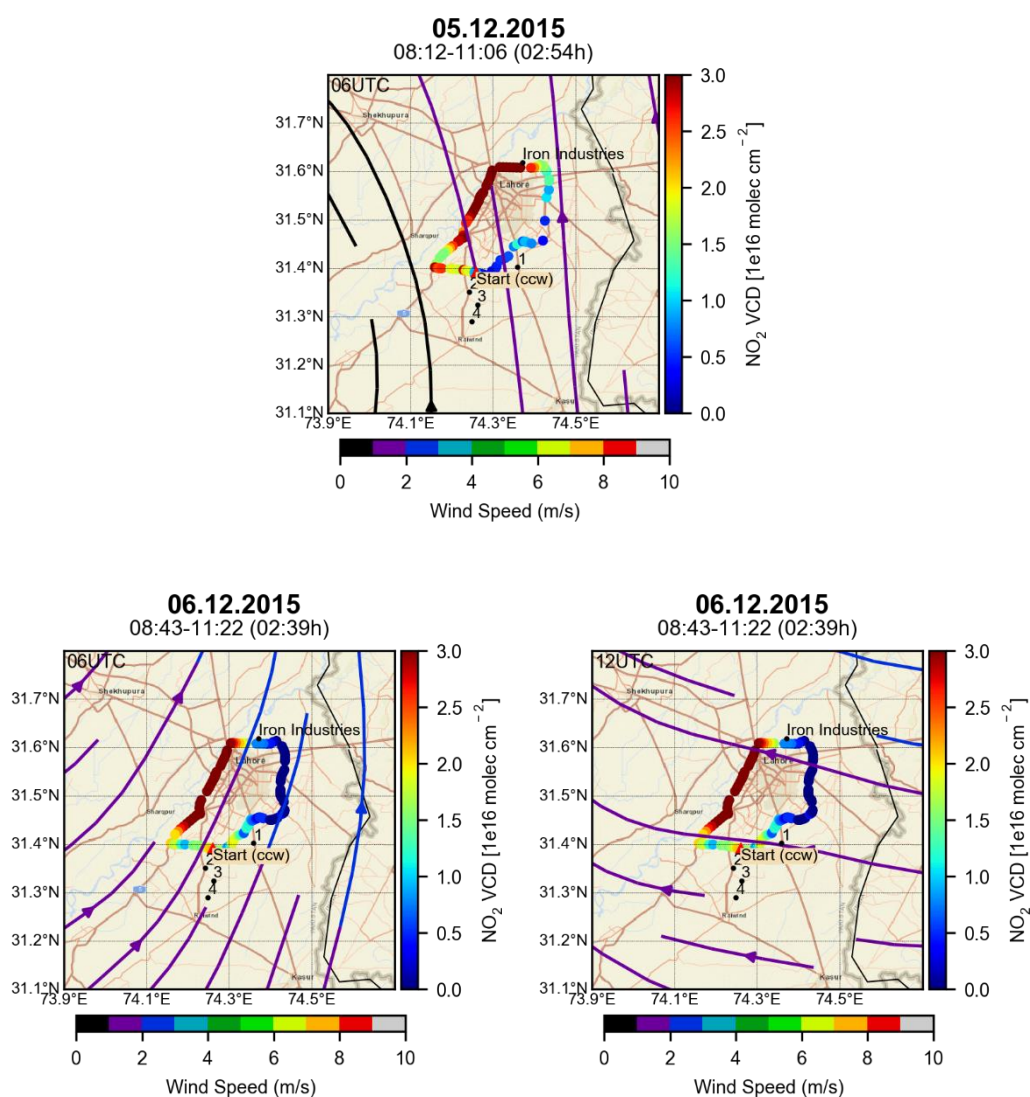 05.12.2015
08:12-11:06 (02:54h)
06UTC
31.7°N
31.6°N
31.5°N
31.4°N
31.3°N
31.2°N
31.1°N
73.9°E 74.1°E 74.3°E 74.5°E
Shekhupura
Iron Industries
Lahore
Sharqpur
1
Start (ccw)
2
3
4
Raiwind
Kasur
3.0
2.5
2.0
1.5
1.0
0.5
0.0
NO₂ VCD [1e16 molec cm⁻²]
0 2 4 6 8 10
Wind Speed (m/s)
06.12.2015
08:43-11:22 (02:39h)
06UTC
31.7°N
31.6°N
31.5°N
31.4°N
31.3°N
31.2°N
31.1°N
73.9°E 74.1°E 74.3°E 74.5°E
Shekhupura
Iron Industries
Lahore
Sharqpur
1
Start (ccw)
2
3
4
Raiwind
Kasur
3.0
2.5
2.0
1.5
1.0
0.5
0.0
NO₂ VCD [1e16 molec cm⁻²]
0 2 4 6 8 10
Wind Speed (m/s)
06.12.2015
08:43-11:22 (02:39h)
12UTC
31.7°N
31.6°N
31.5°N
31.4°N
31.3°N
31.2°N
31.1°N
73.9°E 74.1°E 74.3°E 74.5°E
Shekhupura
Iron Industries
Lahore
Sharqpur
1
Start (ccw)
2
3
4
Raiwind
Kasur
3.0
2.5
2.0
1.5
1.0
0.5
0.0
NO₂ VCD [1e16 molec cm⁻²]
0 2 4 6 8 10
Wind Speed (m/s)